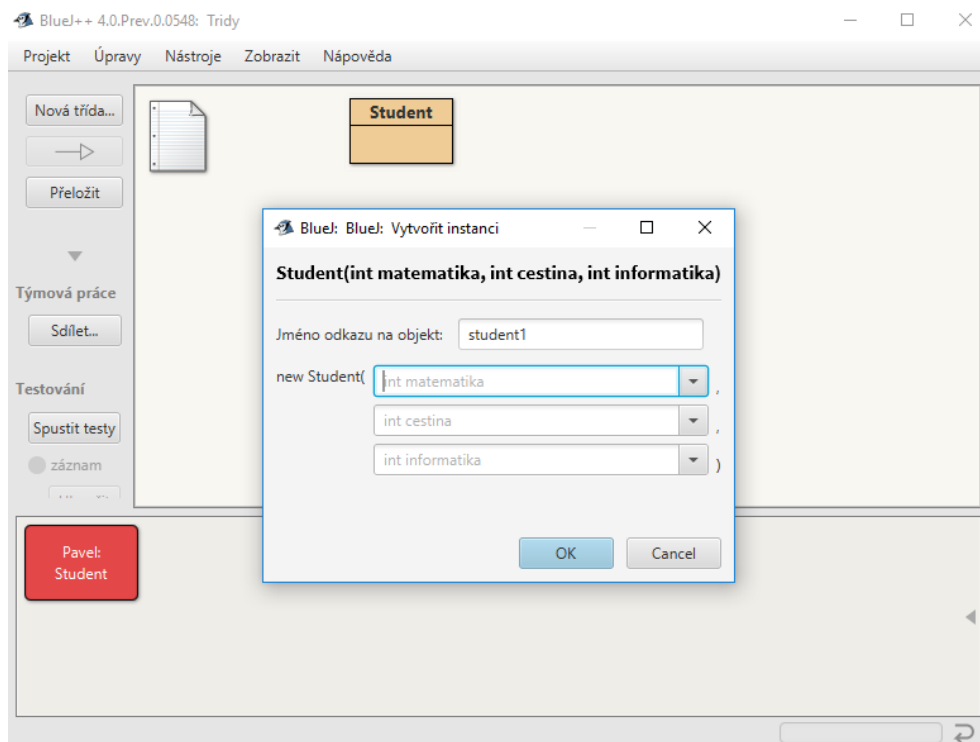 BlueJ++ 4.0.Prev.0.0548: Tridy
Projekt Úpravy Nástroje Zobrazit Nápověda
Nová třída...
Přeložit
Týmová práce
Sdílet...
Testování
Spustit testy
záznam
Student
BlueJ: BlueJ: Vytvořit instanci
Student(int matematika, int cestina, int informatika)
Jméno odkazu na objekt: student1
new Student( int matematika ,
int cestina ,
int informatika )
OK Cancel
Pavel:
Student